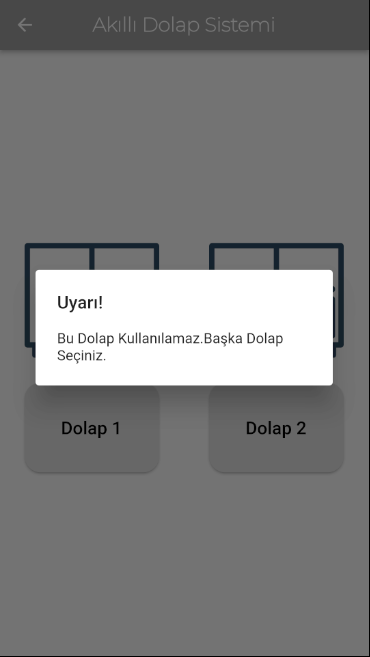 Akıllı Dolap Sistemi
Uyarı!
Bu Dolap Kullanılamaz.Başka Dolap
Seçiniz.
Dolap 1
Dolap 2